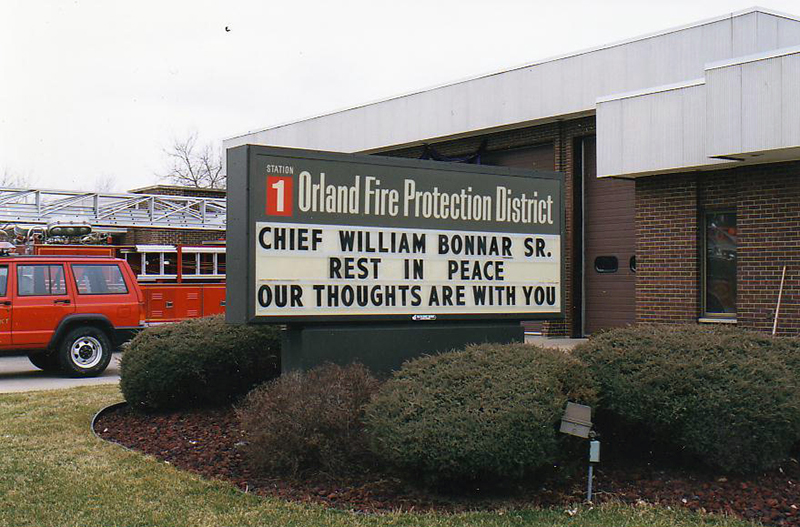 STATION
1 Orland Fire Protection District
CHIEF WILLIAM BONNAR SR.
REST IN PEACE
OUR THOUGHTS ARE WITH YOU